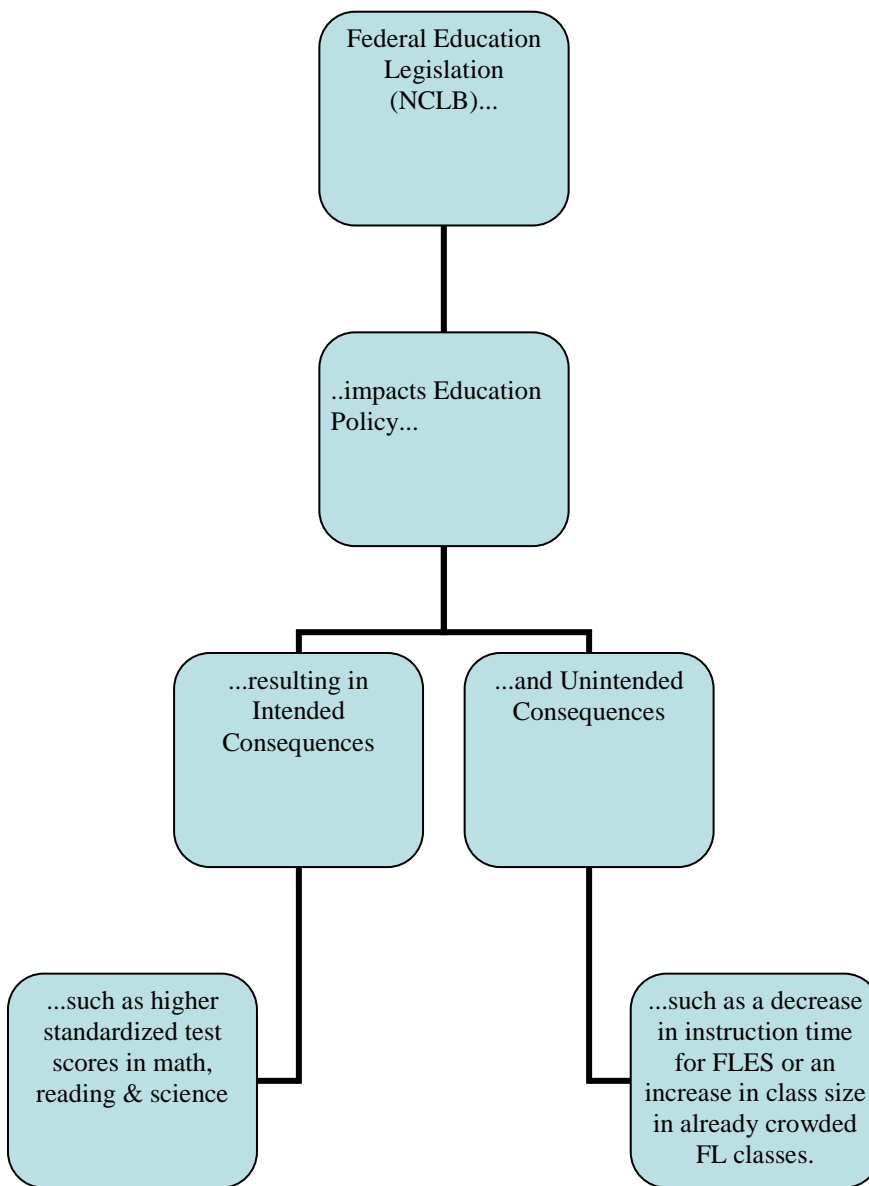 Federal Education
Legislation
(NCLB)...
..impacts Education
Policy...
...resulting in
Intended
Consequences
...and Unintended
Consequences
...such as higher
standardized test
scores in math,
reading & science
...such as a decrease
in instruction time
for FLES or an
increase in class size
in already crowded
FL classes.